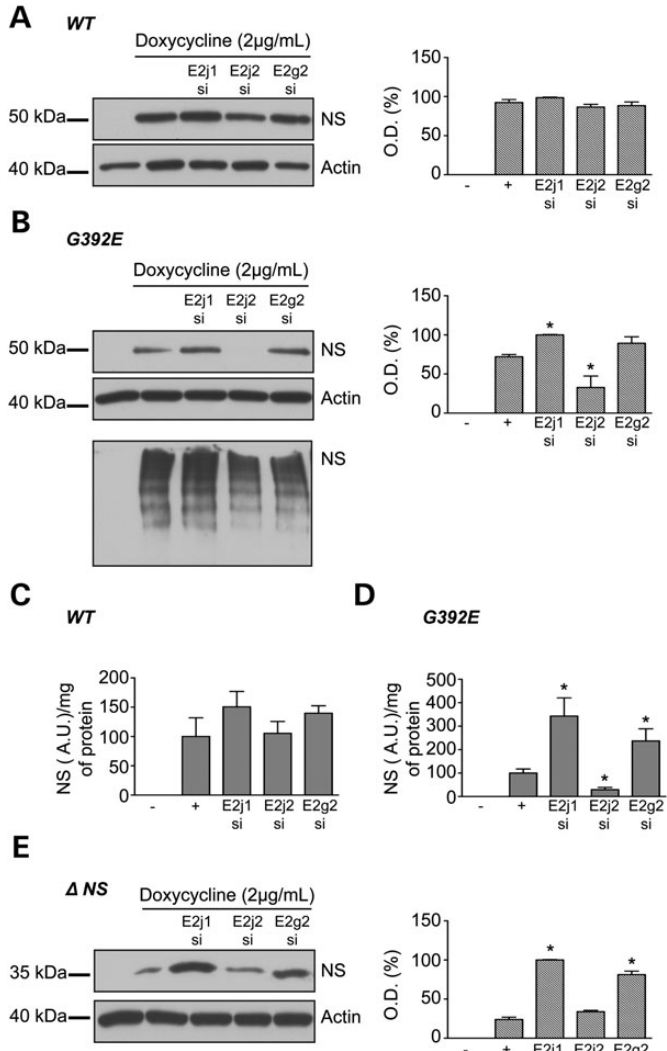 A WT
Doxycycline (2µg/mL)
E2j1 E2j2 E2g2
si si si
50 kDa NS
40 kDa Actin
150
100
50
0
O.D. (%)
- + E2j1 E2j2 E2g2
si si si
B G392E
Doxycycline (2µg/mL)
E2j1 E2j2 E2g2
si si si
50 kDa NS
40 kDa Actin
NS
150
100
50
0
O.D. (%)
* *
- + E2j1 E2j2 E2g2
si si si
C WT
200
150
100
50
0
NS ( A.U.)/mg
of protein
- + E2j1 E2j2 E2g2
si si si
D G392E
500
400
300
200
100
0
NS ( A.U.)/mg
of protein
* * *
- + E2j1 E2j2 E2g2
si si si
E Δ NS
Doxycycline (2µg/mL)
E2j1 E2j2 E2g2
si si si
35 kDa NS
40 kDa Actin
150
100
50
0
O.D. (%)
* *
- + E2j1 E2j2 E2g2